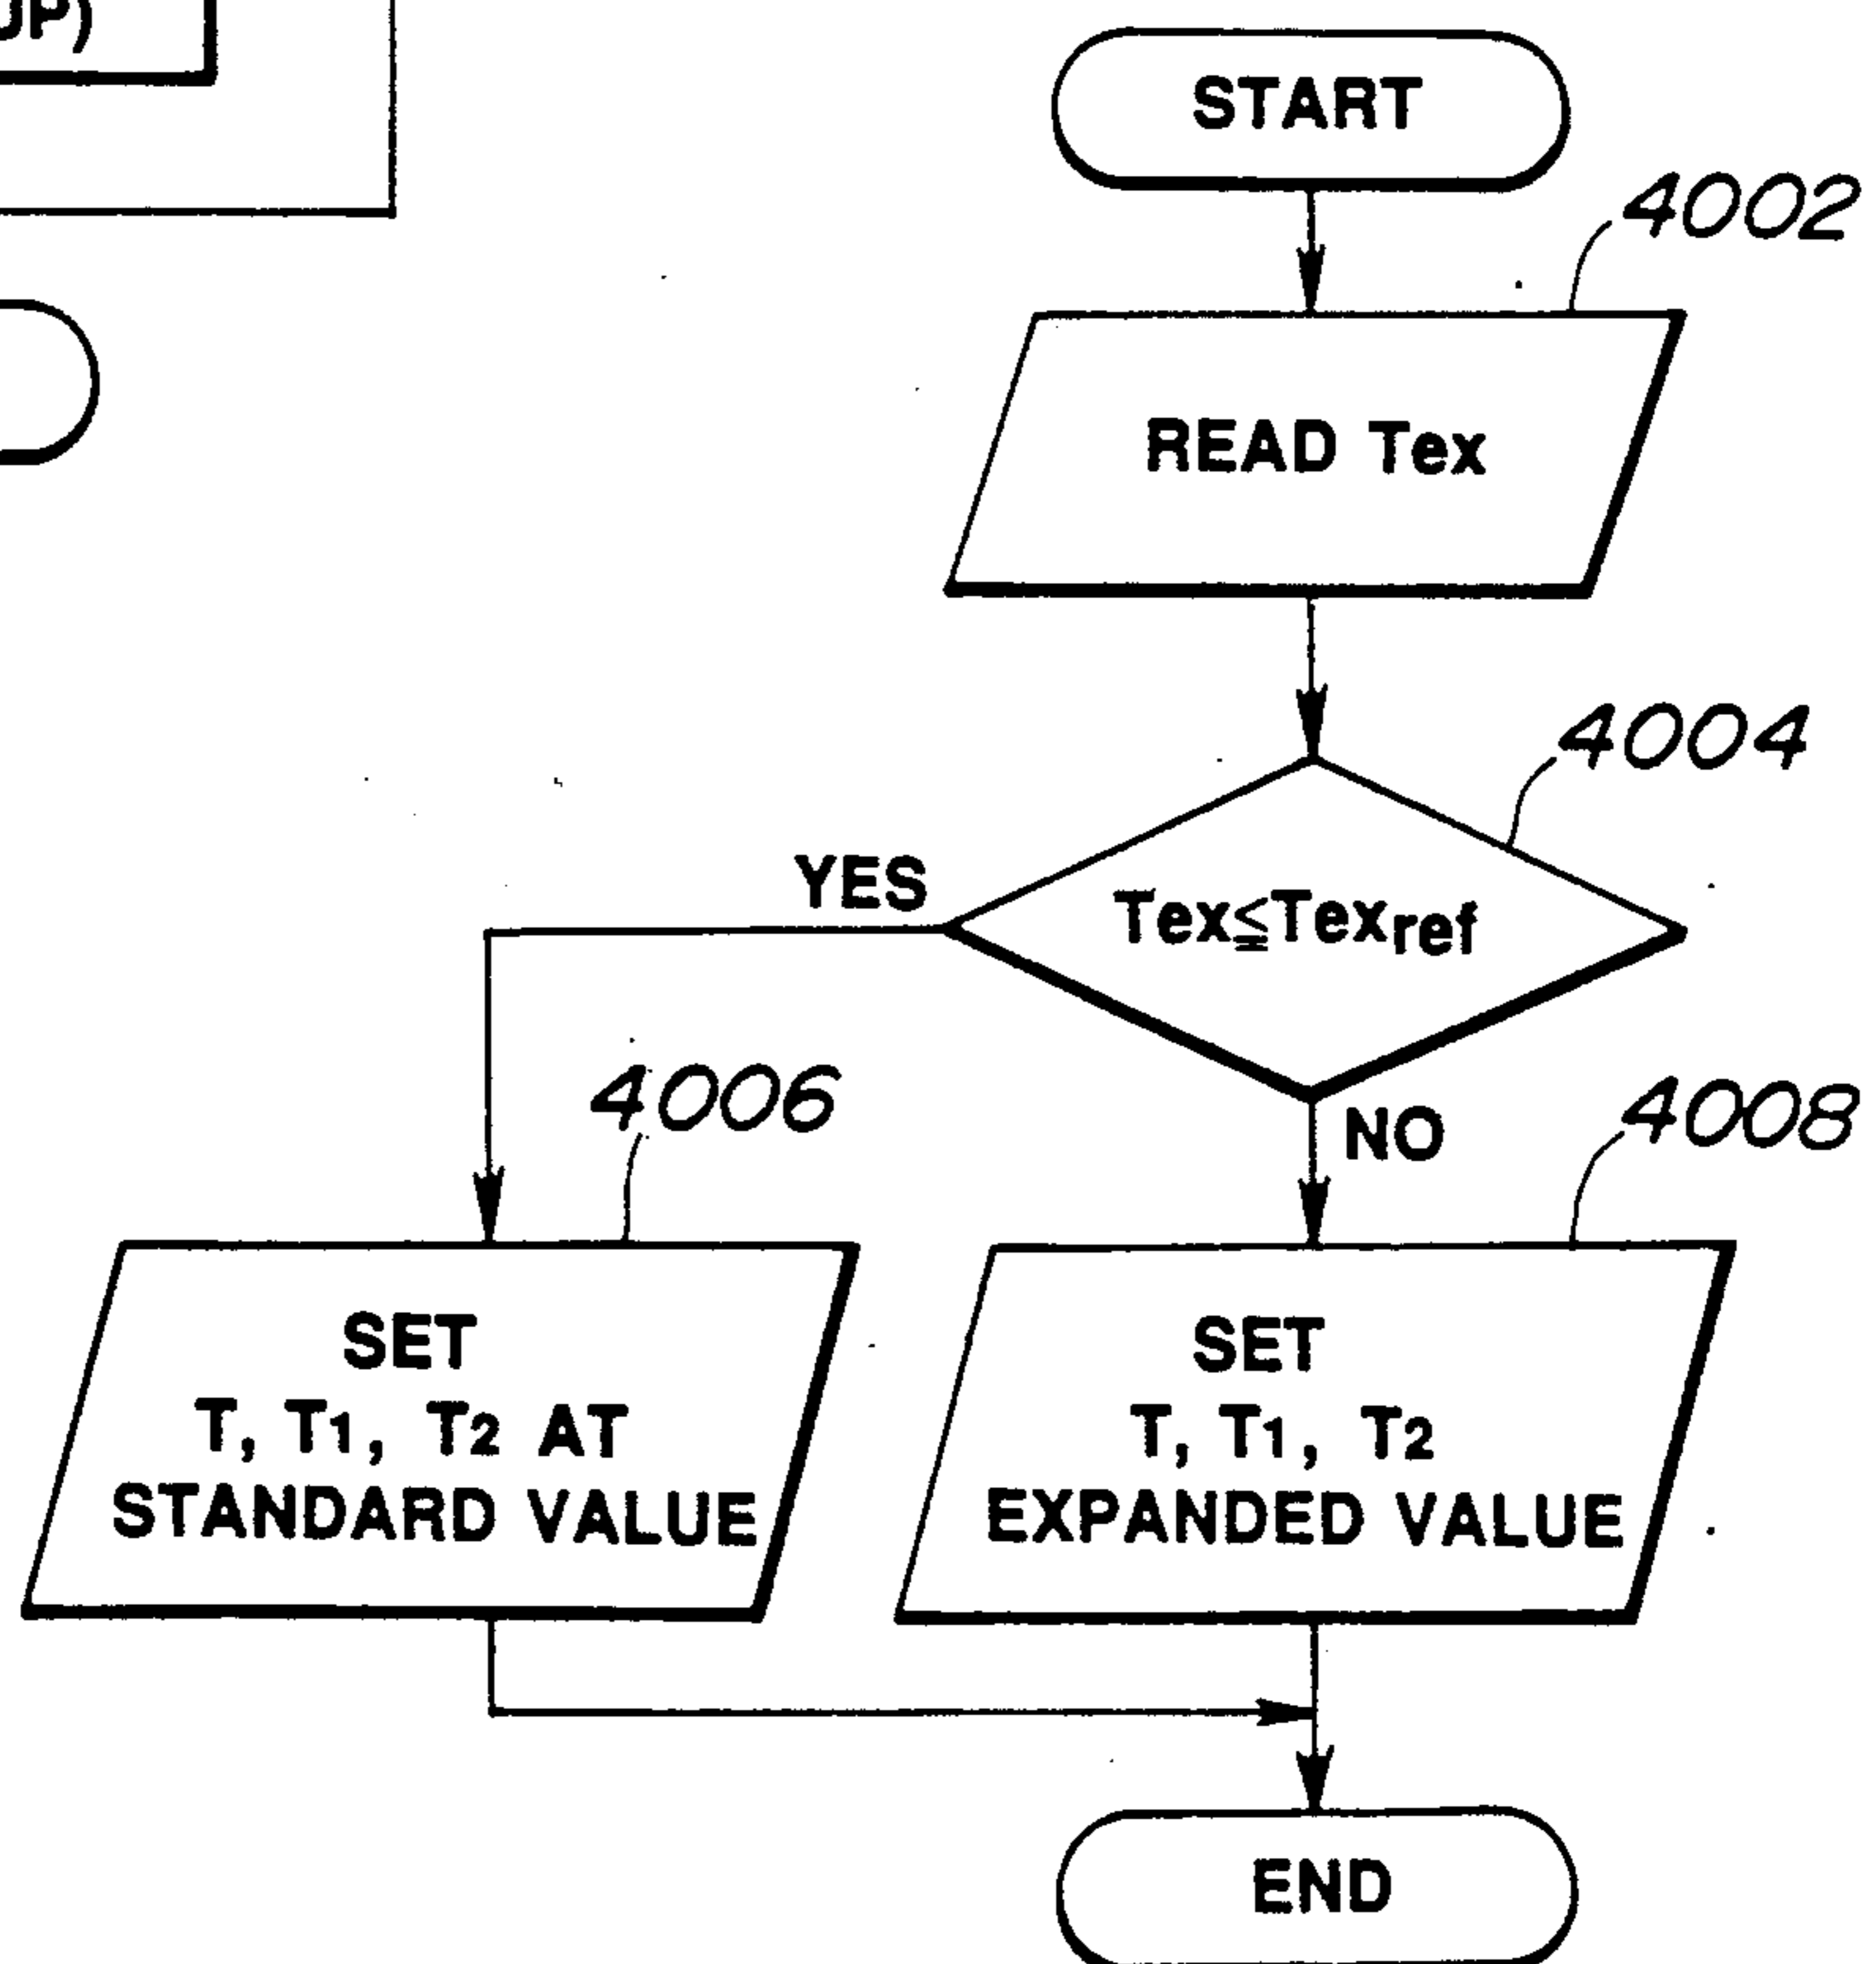 UP)
START
4002
READ Tex
4004
YES
Tex≦Texref
4006
NO
4008
SET
T, T1, T2 AT
STANDARD VALUE
SET
T, T1, T2
EXPANDED VALUE
END